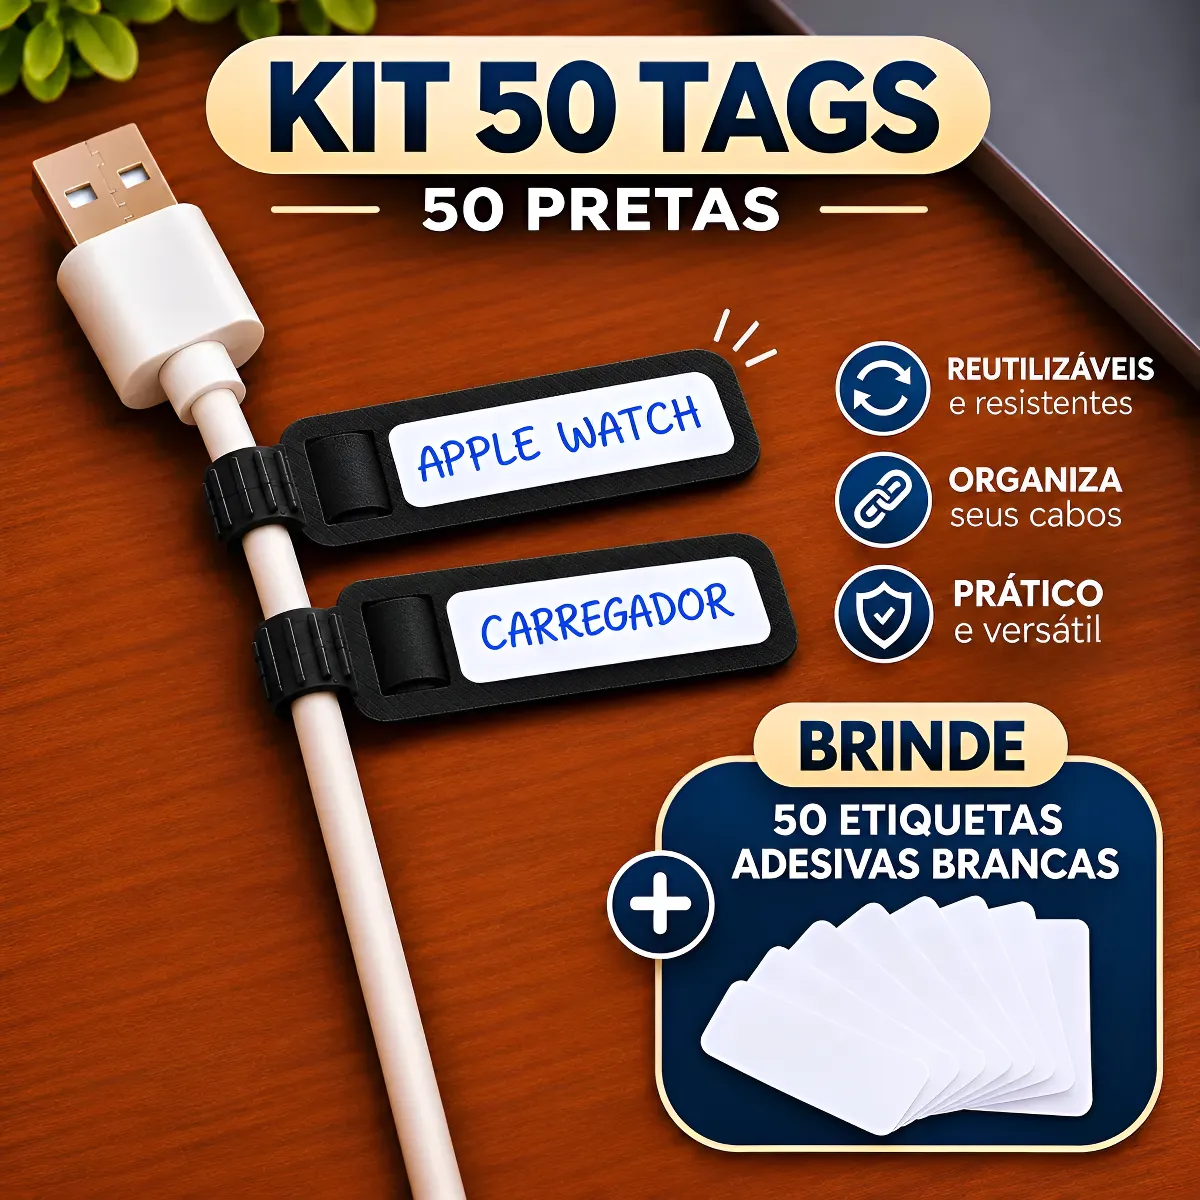 KIT 50 TAGS
50 PRETAS
APPLE WATCH
CARREGADOR
REUTILIZÁVEIS
e resistentes
ORGANIZA
seus cabos
PRÁTICO
e versátil
BRINDE
50 ETIQUETAS
ADESIVAS BRANCAS